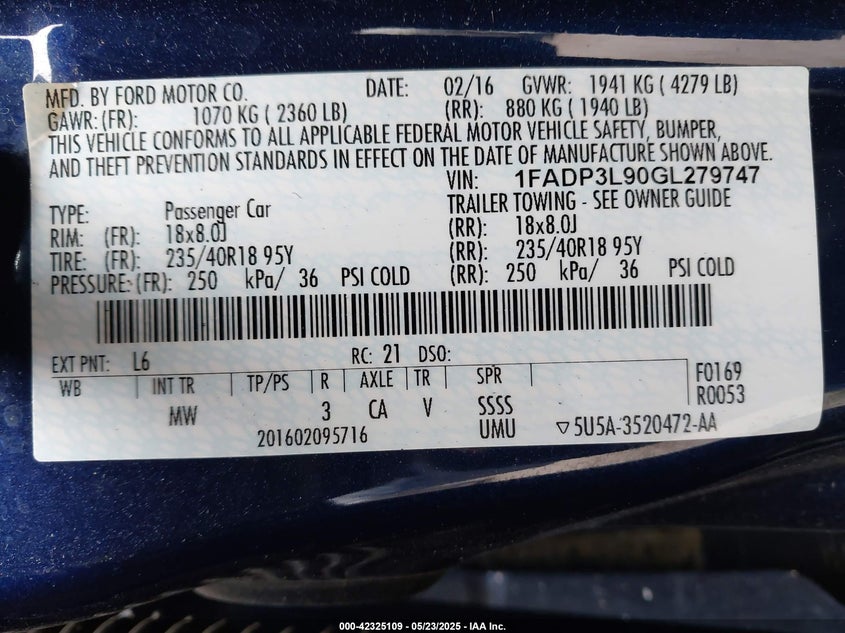 MFD. BY FORD MOTOR CO. DATE: 02/16 GVWR: 1941 KG ( 4279 LB)
GAWR: (FR): 1070 KG ( 2360 LB) (RR): 880 KG ( 1940 LB)
THIS VEHICLE CONFORMS TO ALL APPLICABLE FEDERAL MOTOR VEHICLE SAFETY, BUMPER,
AND THEFT PREVENTION STANDARDS IN EFFECT ON THE DATE OF MANUFACTURE SHOWN ABOVE.
VIN: 1FADP3L90GL279747
TYPE: Passenger Car TRAILER TOWING - SEE OWNER GUIDE
RIM: (FR): 18x8.0J (RR): 18x8.0J
TIRE: (FR): 235/40R18 95Y (RR): 235/40R18 95Y
PRESSURE: (FR): 250 kPa/ 36 PSI COLD (RR): 250 kPa/ 36 PSI COLD
EXT PNT: L6 RC: 21 DSO:
WB INT TR TP/PS R AXLE TR SPR F0169
R0053
MW 3 CA V SSSS
201602095716 UMU ▽5U5A-3520472-AA
000-42325109 - 05/23/2025 - IAA Inc.